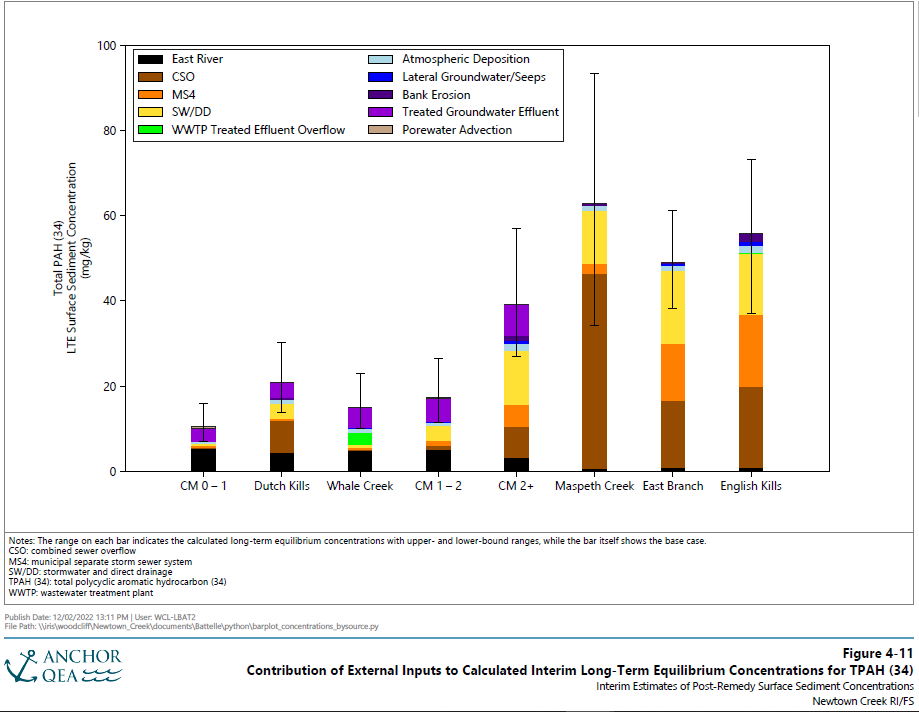 100
80
60
40
20
0
Total PAH (34)
LTE Surface Sediment Concentration
(mg/kg)
East River
CSO
MS4
SW/DD
WWTP Treated Effluent Overflow
Atmospheric Deposition
Lateral Groundwater/Seeps
Bank Erosion
Treated Groundwater Effluent
Porewater Advection
CM 0 – 1 Dutch Kills Whale Creek CM 1 – 2 CM 2+ Maspeth Creek East Branch English Kills
Notes: The range on each bar indicates the calculated long-term equilibrium concentrations with upper- and lower-bound ranges, while the bar itself shows the base case.
CSO: combined sewer overflow
MS4: municipal separate storm sewer system
SW/DD: stormwater and direct drainage
TPAH (34): total polycyclic aromatic hydrocarbon (34)
WWTP: wastewater treatment plant
Publish Date: 12/02/2022 13:11 PM | User: WCL-LBAT2
File Path: \\iris\woodcliff\Newtown_Creek\documents\Battelle\python\barplot_concentrations_bysource.py
ANCHOR
QEA
Figure 4-11
Contribution of External Inputs to Calculated Interim Long-Term Equilibrium Concentrations for TPAH (34)
Interim Estimates of Post-Remedy Surface Sediment Concentrations
Newtown Creek RI/FS